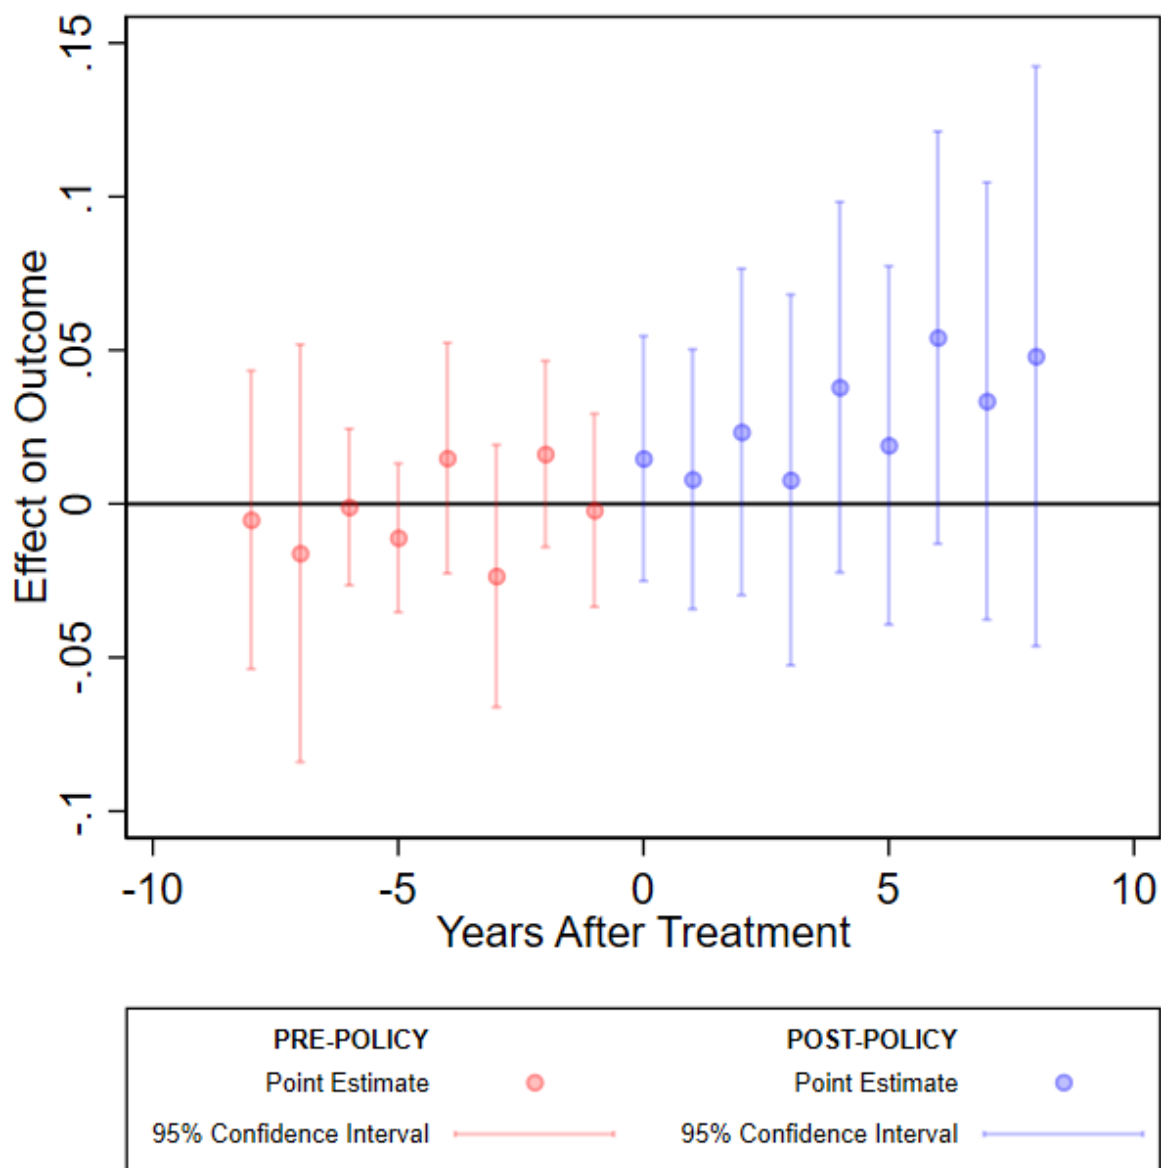 .15
.1
.05
0
-.05
-.1
Effect on Outcome
-10
-5
0
5
10
Years After Treatment
PRE-POLICY
POST-POLICY
Point Estimate
Point Estimate
95% Confidence Interval
95% Confidence Interval